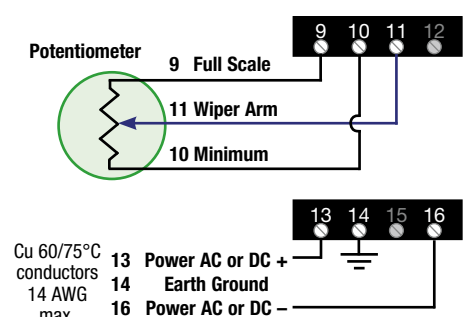 9 10 11 12
Potentiometer
9 Full Scale
11 Wiper Arm
10 Minimum
13 14 15 16
Cu 60/75°C
conductors
14 AWG
max
13 Power AC or DC +
14 Earth Ground
16 Power AC or DC –